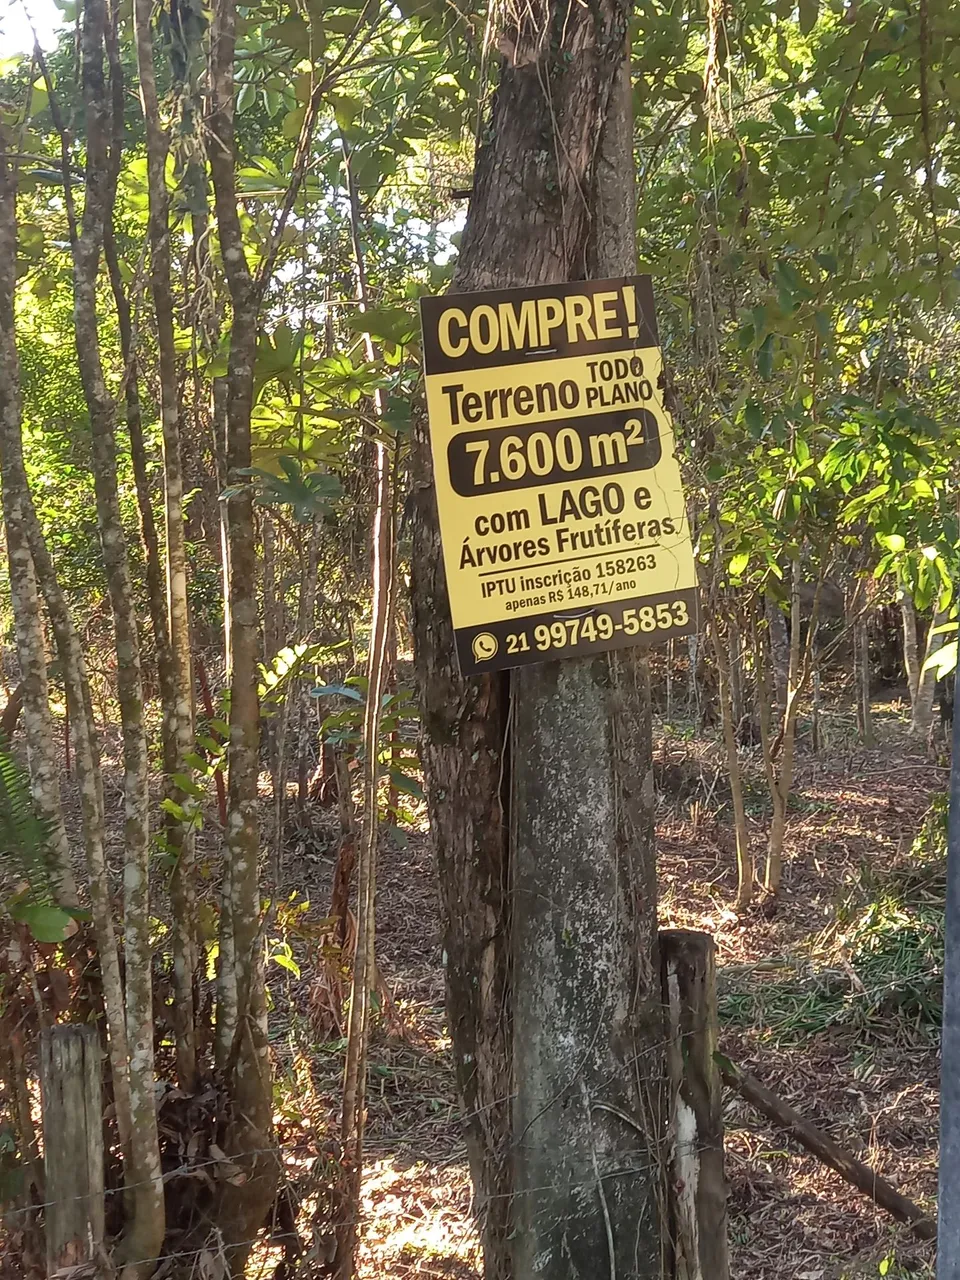 COMPRE!
Terreno TODO PLANO
7.600 m²
com LAGO e
Árvores Frutíferas
IPTU inscrição 158263
apenas R$ 148,71/ano
21 99749-5853